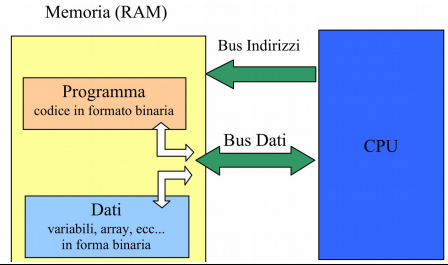 Memoria (RAM)
Bus Indirizzi
Programma
codice in formato binaria
Bus Dati
CPU
Dati
variabili, array, ecc...
in forma binaria